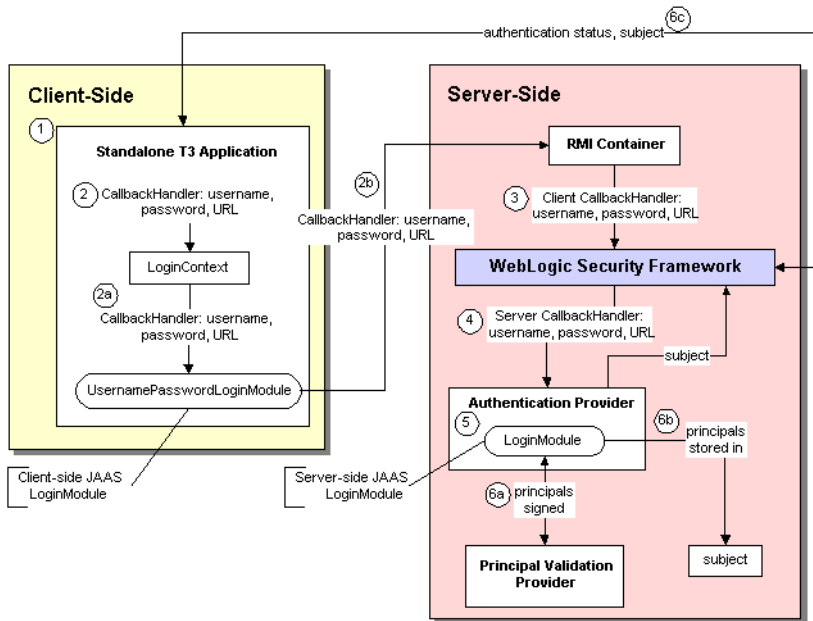 6c
authentication status, subject
Client-Side
1
Standalone T3 Application
2
CallbackHandler: username,
password, URL
LoginContext
2a
CallbackHandler: username,
password, URL
UsernamePasswordLoginModule
Client-side JAAS
LoginModule
2b
CallbackHandler: username,
password, URL
Server-Side
RMI Container
3
Client CallbackHandler:
username, password, URL
WebLogic Security Framework
4
Server CallbackHandler:
username, password, URL
subject
Authentication Provider
5
LoginModule
6b
principals
stored in
Server-side JAAS
LoginModule
6a
principals
signed
Principal Validation
Provider
subject